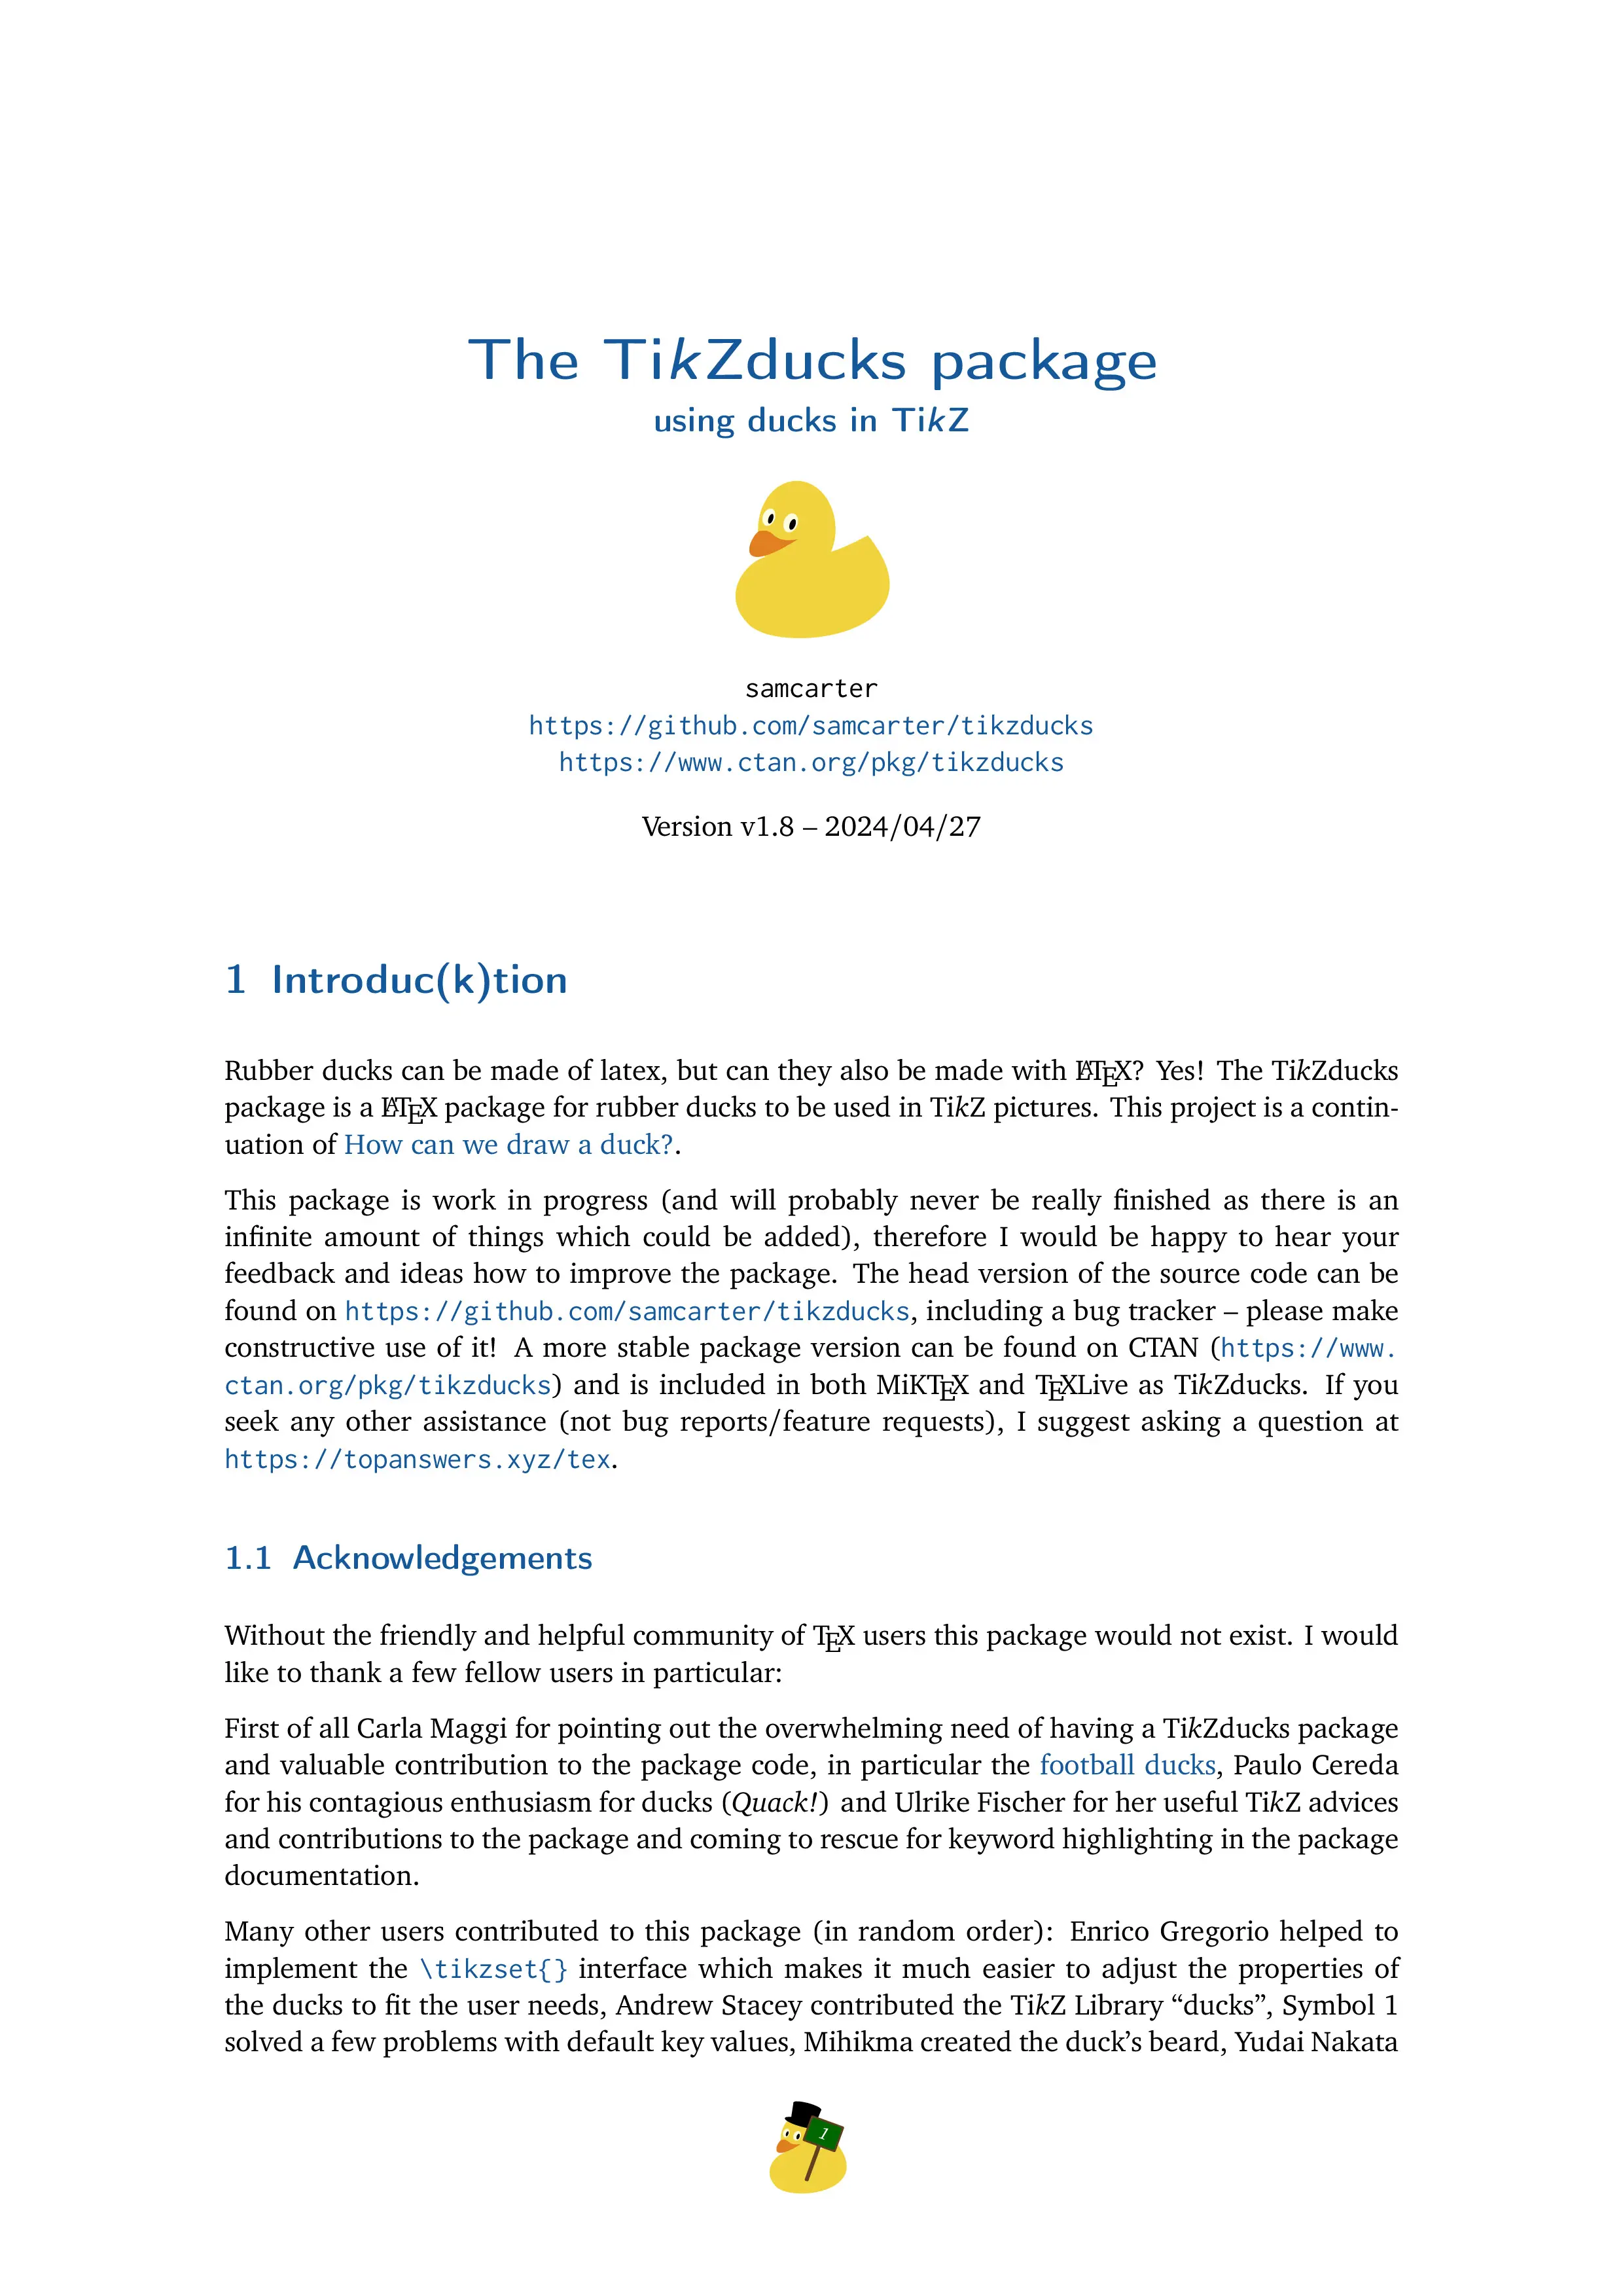 The TikZducks package
using ducks in TikZ
samcarter
https://github.com/samcarter/tikzducks
https://www.ctan.org/pkg/tikzducks
Version v1.8 – 2024/04/27
1 Introduc(k)tion
Rubber ducks can be made of latex, but can they also be made with LATEX? Yes! The TikZducks
package is a LATEX package for rubber ducks to be used in TikZ pictures. This project is a contin-
uation of How can we draw a duck?.
This package is work in progress (and will probably never be really finished as there is an
infinite amount of things which could be added), therefore I would be happy to hear your
feedback and ideas how to improve the package. The head version of the source code can be
found on https://github.com/samcarter/tikzducks, including a bug tracker – please make
constructive use of it! A more stable package version can be found on CTAN (https://www.
ctan.org/pkg/tikzducks) and is included in both MiKTEX and TEXLive as TikZducks. If you
seek any other assistance (not bug reports/feature requests), I suggest asking a question at
https://topanswers.xyz/tex.
1.1 Acknowledgements
Without the friendly and helpful community of TEX users this package would not exist. I would
like to thank a few fellow users in particular:
First of all Carla Maggi for pointing out the overwhelming need of having a TikZducks package
and valuable contribution to the package code, in particular the football ducks, Paulo Cereda
for his contagious enthusiasm for ducks (Quack!) and Ulrike Fischer for her useful TikZ advices
and contributions to the package and coming to rescue for keyword highlighting in the package
documentation.
Many other users contributed to this package (in random order): Enrico Gregorio helped to
implement the \tikzset{} interface which makes it much easier to adjust the properties of
the ducks to fit the user needs, Andrew Stacey contributed the TikZ Library “ducks”, Symbol 1
solved a few problems with default key values, Mihikma created the duck’s beard, Yudai Nakata
1